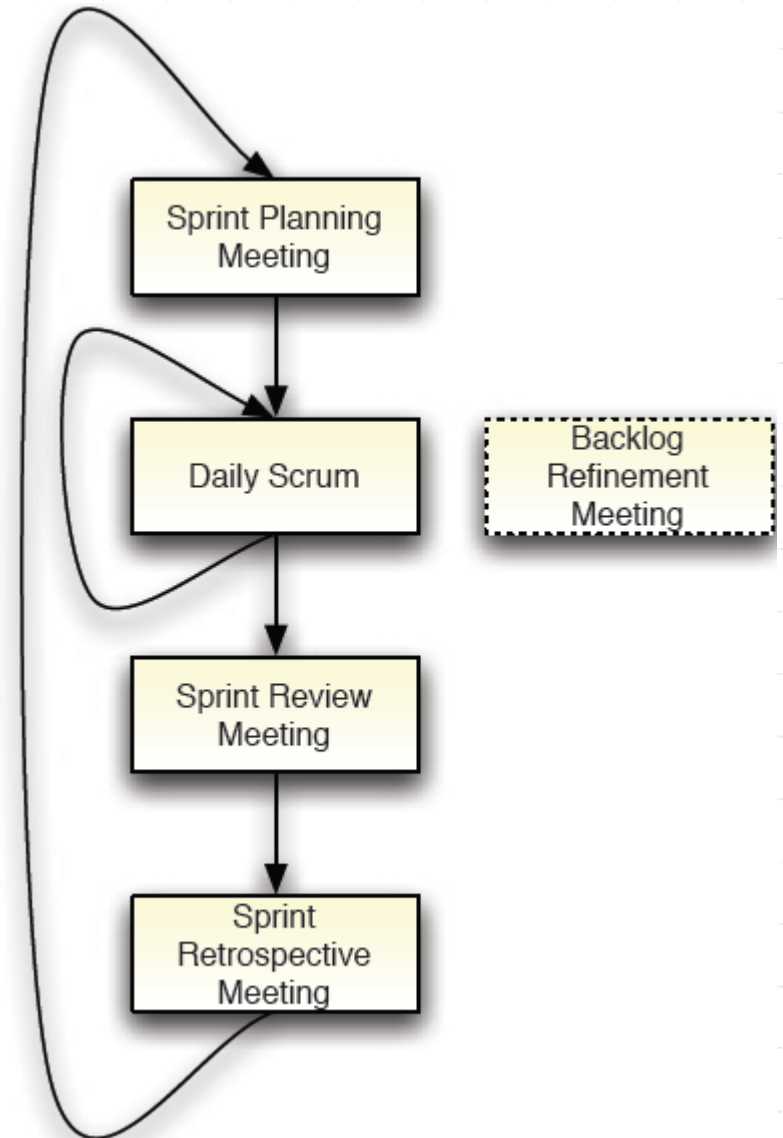 Sprint Planning
Meeting
Daily Scrum
Backlog
Refinement
Meeting
Sprint Review
Meeting
Sprint
Retrospective
Meeting